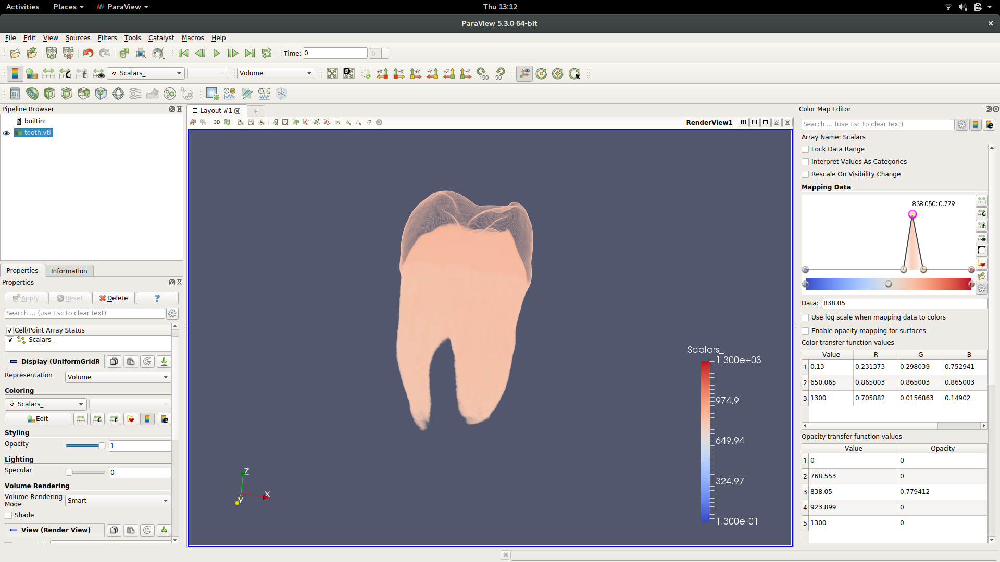 Activities Places ParaView Thu 13:12
ParaView 5.3.0 64-bit
File Edit View Sources Filters Tools Catalyst Macros Help
Time: 0 0
Scalars_ Volume +X -X +Y -Y +Z -Z +90 -90
Pipeline Browser
builtin:
tooth.vti
Properties Information
Properties
Apply Reset Delete ?
Search ... (use Esc to clear text)
Cell/Point Array Status
Scalars_
Display (UniformGridR
Representation Volume
Coloring
Scalars_
Edit
Styling
Opacity 1
Lighting
Specular 0
Volume Rendering
Volume Rendering Mode Smart
Shade
View (Render View)
Layout #1 +
3D RenderView1
Scalars_
1.300e+03
974.9
649.94
324.97
1.300e-01
Z
X
Y
Color Map Editor
Search ... (use Esc to clear text)
Array Name: Scalars_
Lock Data Range
Interpret Values As Categories
Rescale On Visibility Change
Mapping Data
838.050: 0.779
Data: 838.05
Use log scale when mapping data to colors
Enable opacity mapping for surfaces
Color transfer function values
Value R G B
1 0.13 0.231373 0.298039 0.752941
2 650.065 0.865003 0.865003 0.865003
3 1300 0.705882 0.0156863 0.14902
Opacity transfer function values
Value Opacity
1 0 0
2 768.553 0
3 838.05 0.779412
4 923.899 0
5 1300 0